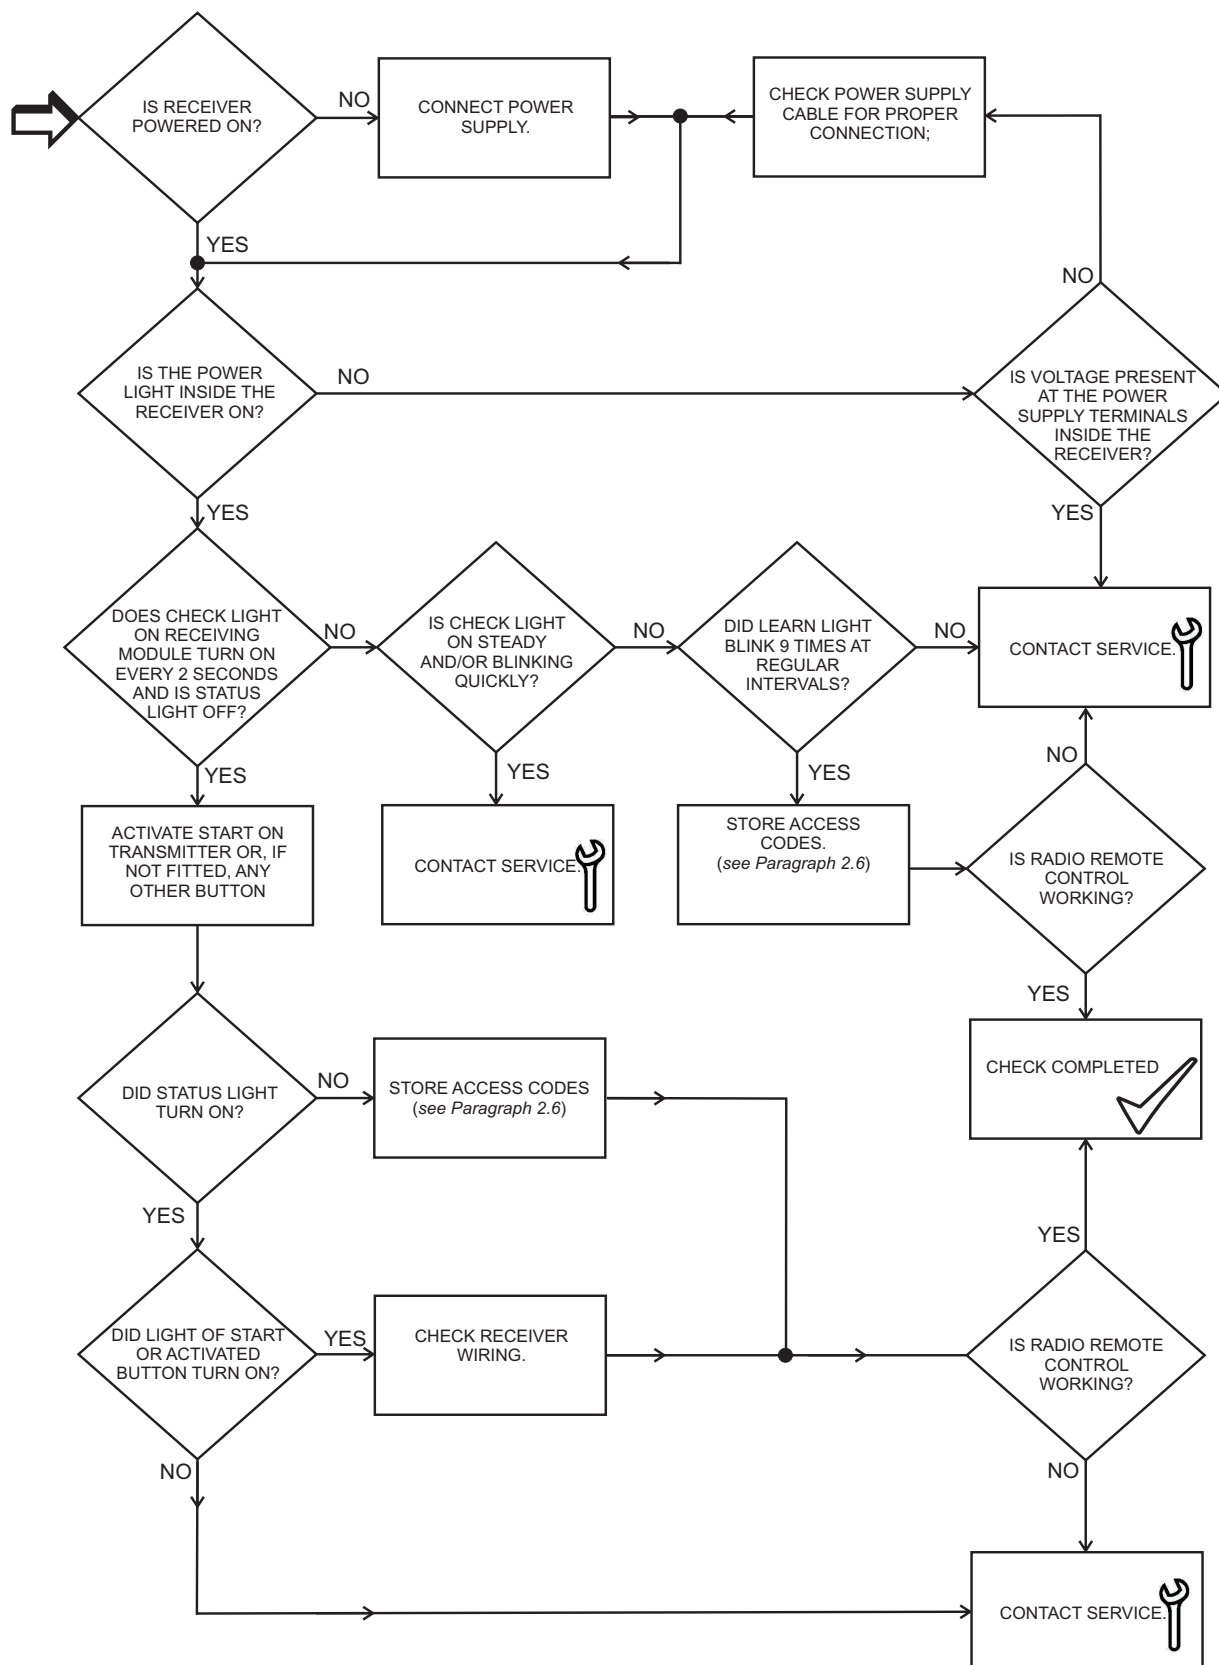 IS RECEIVER
POWERED ON?
NO
CONNECT POWER
SUPPLY.
CHECK POWER SUPPLY
CABLE FOR PROPER
CONNECTION;
YES
NO
IS THE POWER
LIGHT INSIDE THE
RECEIVER ON?
NO
IS VOLTAGE PRESENT
AT THE POWER
SUPPLY TERMINALS
INSIDE THE
RECEIVER?
YES
YES
DOES CHECK LIGHT
ON RECEIVING
MODULE TURN ON
EVERY 2 SECONDS
AND IS STATUS
LIGHT OFF?
NO
IS CHECK LIGHT
ON STEADY
AND/OR BLINKING
QUICKLY?
NO
DID LEARN LIGHT
BLINK 9 TIMES AT
REGULAR
INTERVALS?
NO
CONTACT SERVICE.
YES
YES
YES
NO
ACTIVATE START ON
TRANSMITTER OR, IF
NOT FITTED, ANY
OTHER BUTTON
CONTACT SERVICE.
STORE ACCESS
CODES.
(see Paragraph 2.6)
IS RADIO REMOTE
CONTROL
WORKING?
YES
DID STATUS LIGHT
TURN ON?
NO
STORE ACCESS CODES
(see Paragraph 2.6)
CHECK COMPLETED
YES
YES
DID LIGHT OF START
OR ACTIVATED
BUTTON TURN ON?
YES
CHECK RECEIVER
WIRING.
IS RADIO REMOTE
CONTROL
WORKING?
NO
NO
CONTACT SERVICE.